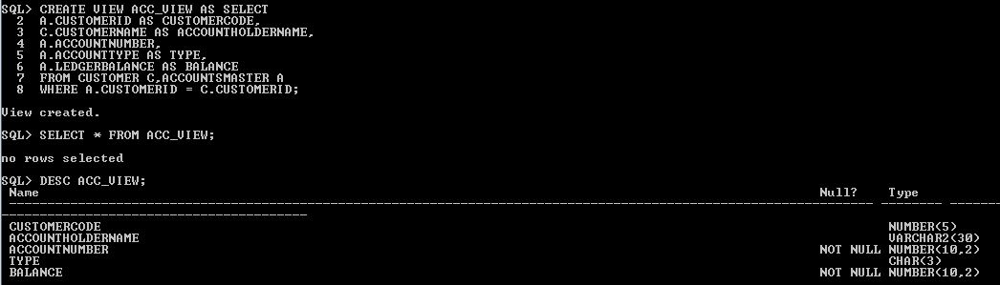 SQL> CREATE VIEW ACC_VIEW AS SELECT
2 A.CUSTOMERID AS CUSTOMERCODE,
3 C.CUSTOMERNAME AS ACCOUNTHOLDERNAME,
4 A.ACCOUNTNUMBER,
5 A.ACCOUNTTYPE AS TYPE,
6 A.LEDGERBALANCE AS BALANCE
7 FROM CUSTOMER C,ACCOUNTSMASTER A
8 WHERE A.CUSTOMERID = C.CUSTOMERID;
View created.
SQL> SELECT * FROM ACC_VIEW;
no rows selected
SQL> DESC ACC_VIEW;
Name Null? Type
CUSTOMERCODE NUMBER(5)
ACCOUNTHOLDERNAME VARCHAR2(30)
ACCOUNTNUMBER NOT NULL NUMBER(10,2)
TYPE CHAR(3)
BALANCE NOT NULL NUMBER(10,2)